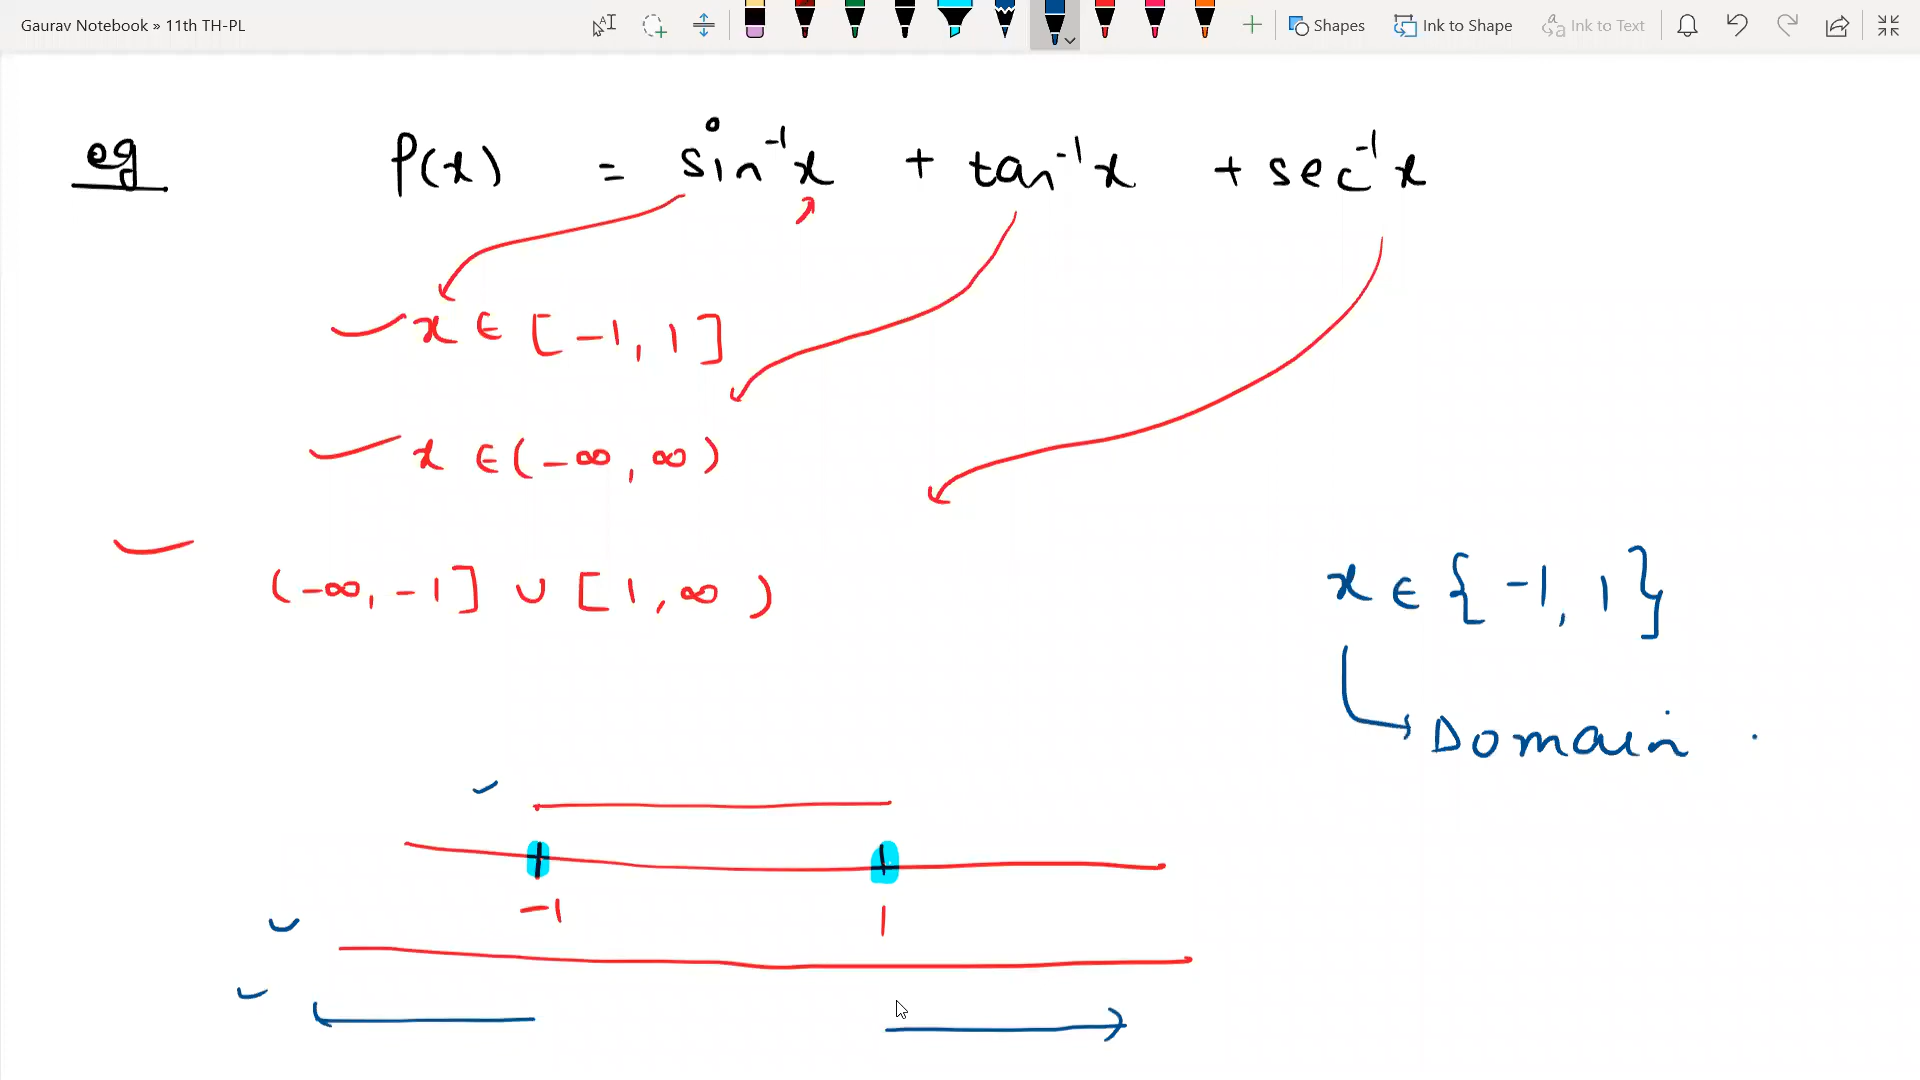 Gaurav Notebook » 11th TH-PL
Shapes
Ink to Shape
Ink to Text
eg f(x) = sin⁻¹x + tan⁻¹x + sec⁻¹x
x ∈ [-1, 1]
x ∈ (-∞, ∞)
(-∞, -1] ∪ [1, ∞)
x ∈ {-1, 1}
Domain .
-1 1